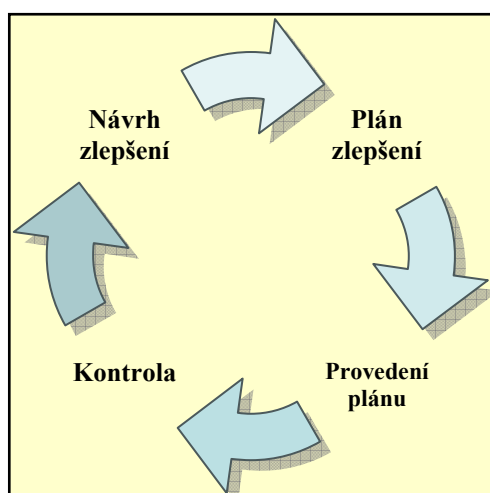 Návrh
zlepšení
Plán
zlepšení
Kontrola
Provedení
plánu